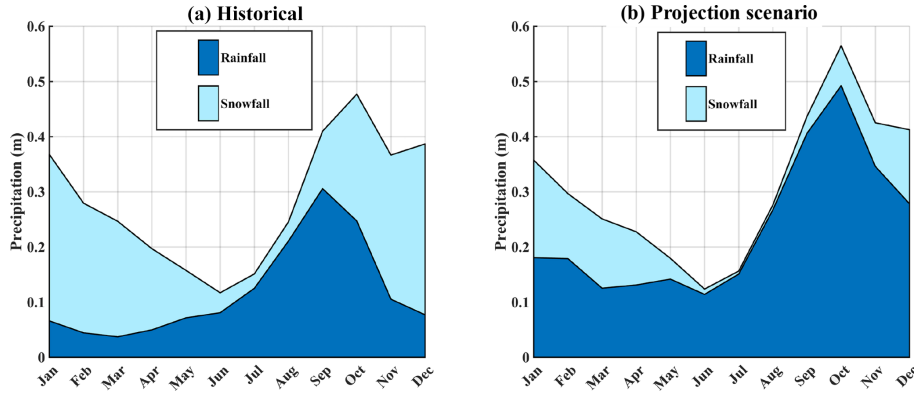 (a) Historical
Precipitation (m)
0.6
0.5
0.4
0.3
0.2
0.1
0
Rainfall
Snowfall
Jan Feb Mar Apr May Jun Jul Aug Sep Oct Nov Dec
(b) Projection scenario
Precipitation (m)
0.6
0.5
0.4
0.3
0.2
0.1
0
Rainfall
Snowfall
Jan Feb Mar Apr May Jun Jul Aug Sep Oct Nov Dec